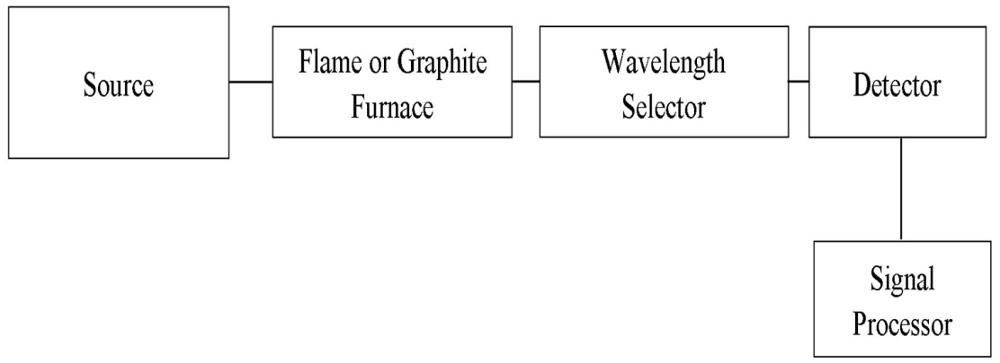 Source
Flame or Graphite
Furnace
Wavelength
Selector
Detector
Signal
Processor